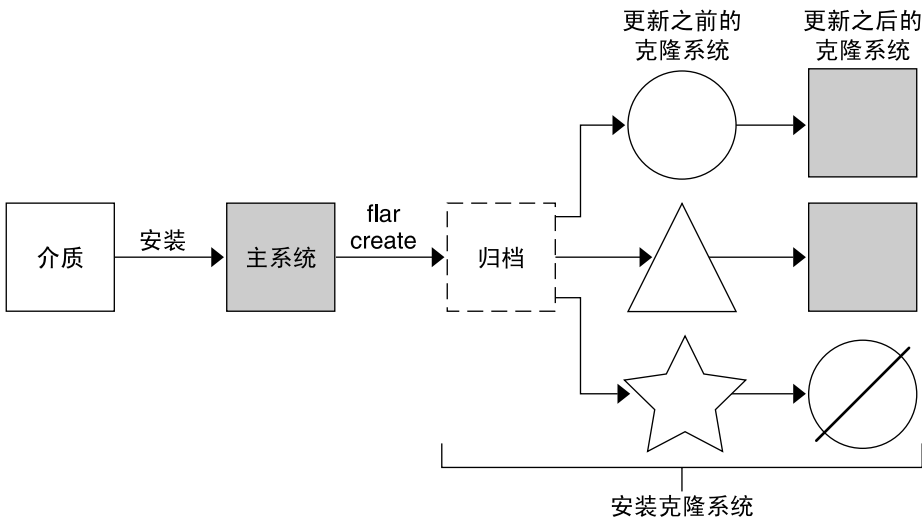 更新之前的
克隆系统
更新之后的
克隆系统
介质
安装
主系统
flar
create
归档
安装克隆系统